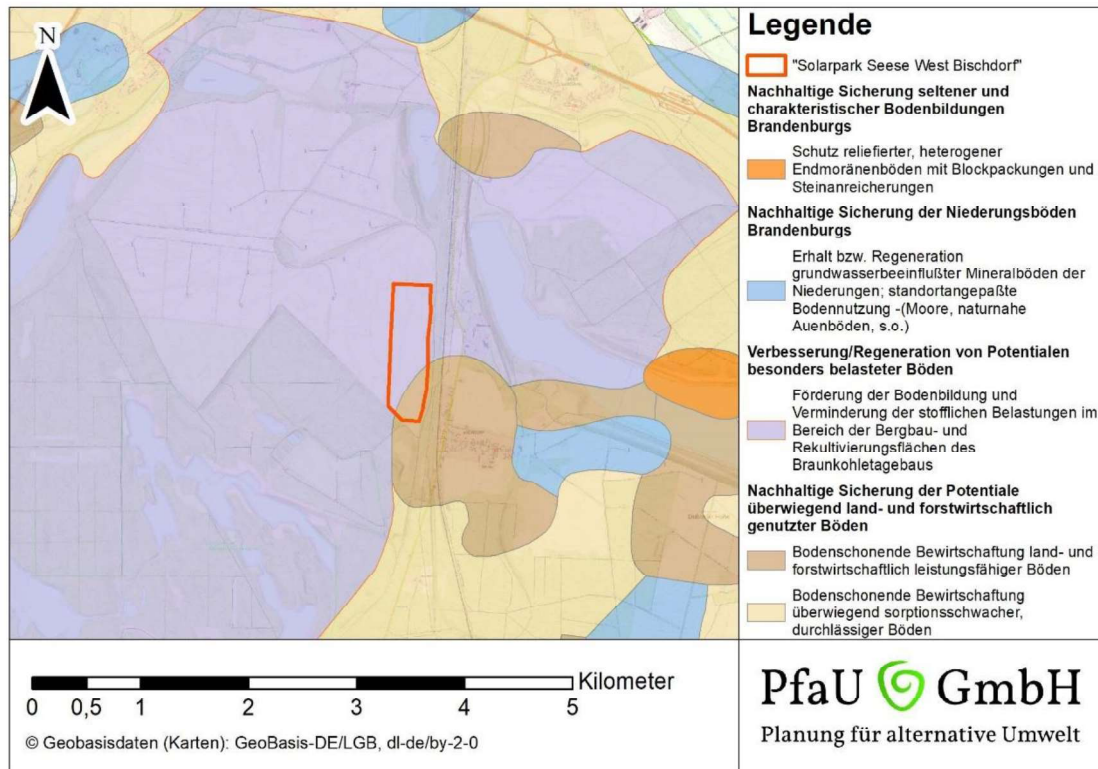 N
Legende
"Solarpark Seese West Bischdorf"
Nachhaltige Sicherung seltener und
charakteristischer Bodenbildungen
Brandenburgs
Schutz reliefierter, heterogener
Endmoränenböden mit Blockpackungen und
Steinanreicherungen
Nachhaltige Sicherung der Niederungsböden
Brandenburgs
Erhalt bzw. Regeneration
grundwasserbeeinflußter Mineralböden der
Niederungen; standortangepaßte
Bodennutzung -(Moore, naturnahe
Auenböden, s.o.)
Verbesserung/Regeneration von Potentialen
besonders belasteter Böden
Förderung der Bodenbildung und
Verminderung der stofflichen Belastungen im
Bereich der Bergbau- und
Rekultivierungsflächen des
Braunkohletagebaus
Nachhaltige Sicherung der Potentiale
überwiegend land- und forstwirtschaftlich
genutzter Böden
Bodenschonende Bewirtschaftung land- und
forstwirtschaftlich leistungsfähiger Böden
Bodenschonende Bewirtschaftung
überwiegend sorptionsschwacher,
durchlässiger Böden
Kilometer
0 0,5 1 2 3 4 5
© Geobasisdaten (Karten): GeoBasis-DE/LGB, dl-de/by-2-0
PfaU GmbH
Planung für alternative Umwelt